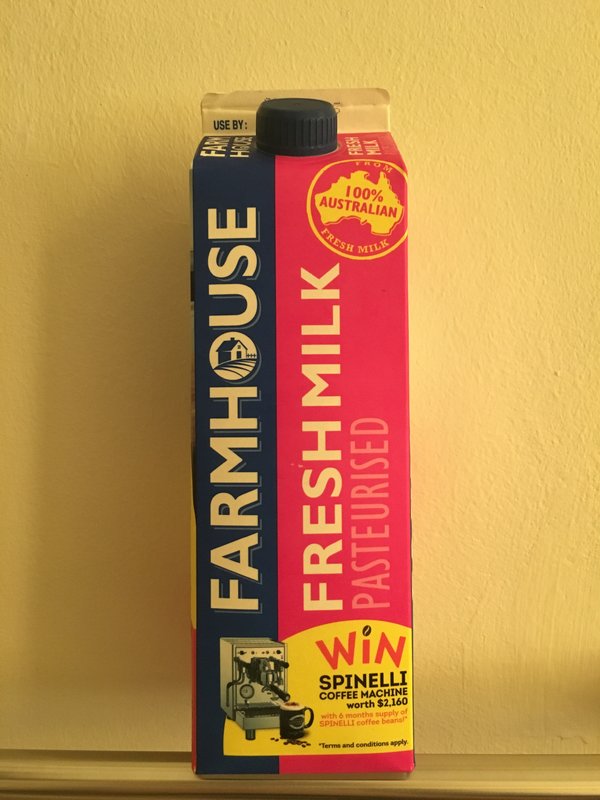 USE BY:
FARM
HOUSE
FRESH
MILK
FROM
100%
AUSTRALIAN
FRESH MILK
FARMHOUSE
FRESH MILK
PASTEURISED
WiN
SPINELLI
COFFEE MACHINE
worth $2,160
with 6 months supply of
SPINELLI coffee beans!*
*Terms and conditions apply.